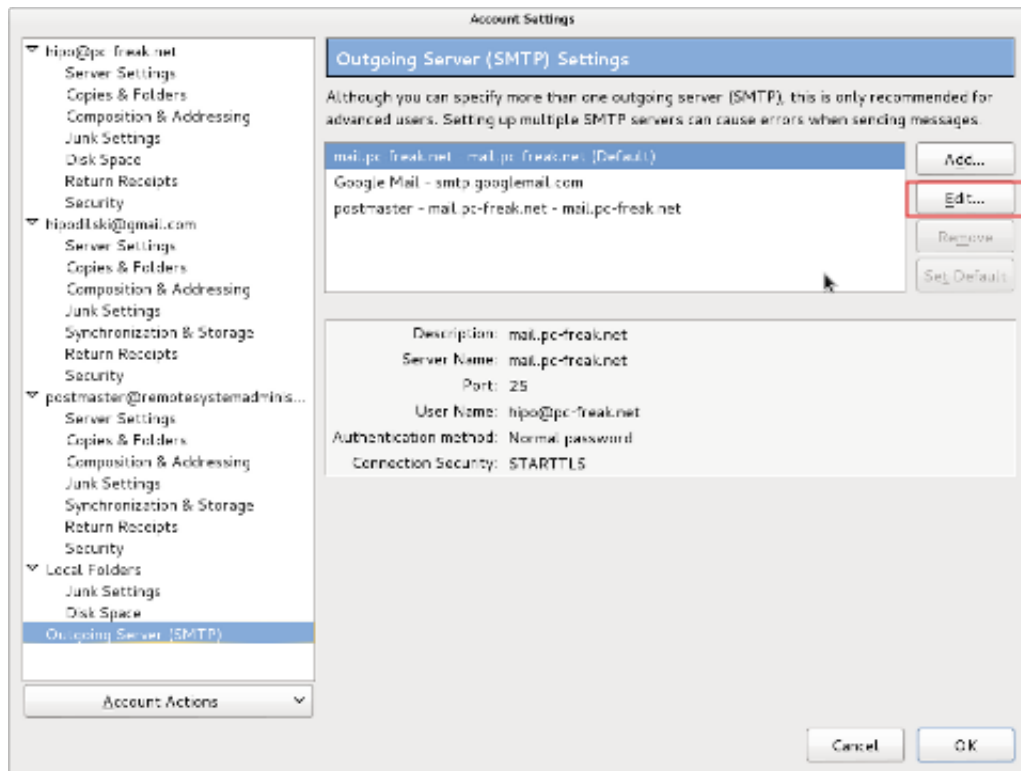 Account Settings
hipo@pc-freak.net
Server Settings
Copies & Folders
Composition & Addressing
Junk Settings
Disk Space
Return Receipts
Security
hipodilski@gmail.com
Server Settings
Copies & Folders
Composition & Addressing
Junk Settings
Synchronization & Storage
Return Receipts
Security
postmaster@remotesystemadminis...
Server Settings
Copies & Folders
Composition & Addressing
Junk Settings
Synchronization & Storage
Return Receipts
Security
Local Folders
Junk Settings
Disk Space
Outgoing Server (SMTP)
Account Actions
Outgoing Server (SMTP) Settings
Although you can specify more than one outgoing server (SMTP), this is only recommended for
advanced users. Setting up multiple SMTP servers can cause errors when sending messages.
mail.pc-freak.net - mail.pc-freak.net (Default)
Google Mail - smtp.googlemail.com
postmaster - mail.pc-freak.net - mail.pc-freak.net
Add...
Edit...
Remove
Set Default
Description: mail.pc-freak.net
Server Name: mail.pc-freak.net
Port: 25
User Name: hipo@pc-freak.net
Authentication method: Normal password
Connection Security: STARTTLS
Cancel
OK